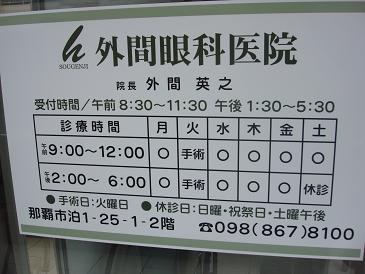 h 外間眼科医院
SOUGENJI
院長 外間 英之
受付時間/午前 8:30~11:30 午後 1:30~5:30
診療時間 月 火 水 木 金 土
午前 9:00~12:00 ○ 手術 ○ ○ ○ ○
午後 2:00~ 6:00 ○ 手術 ○ ○ ○ 休診
● 手術日:火曜日 ● 休診日:日曜・祝祭日・土曜午後
那覇市泊1-25-1-2階 ☎098(867)8100